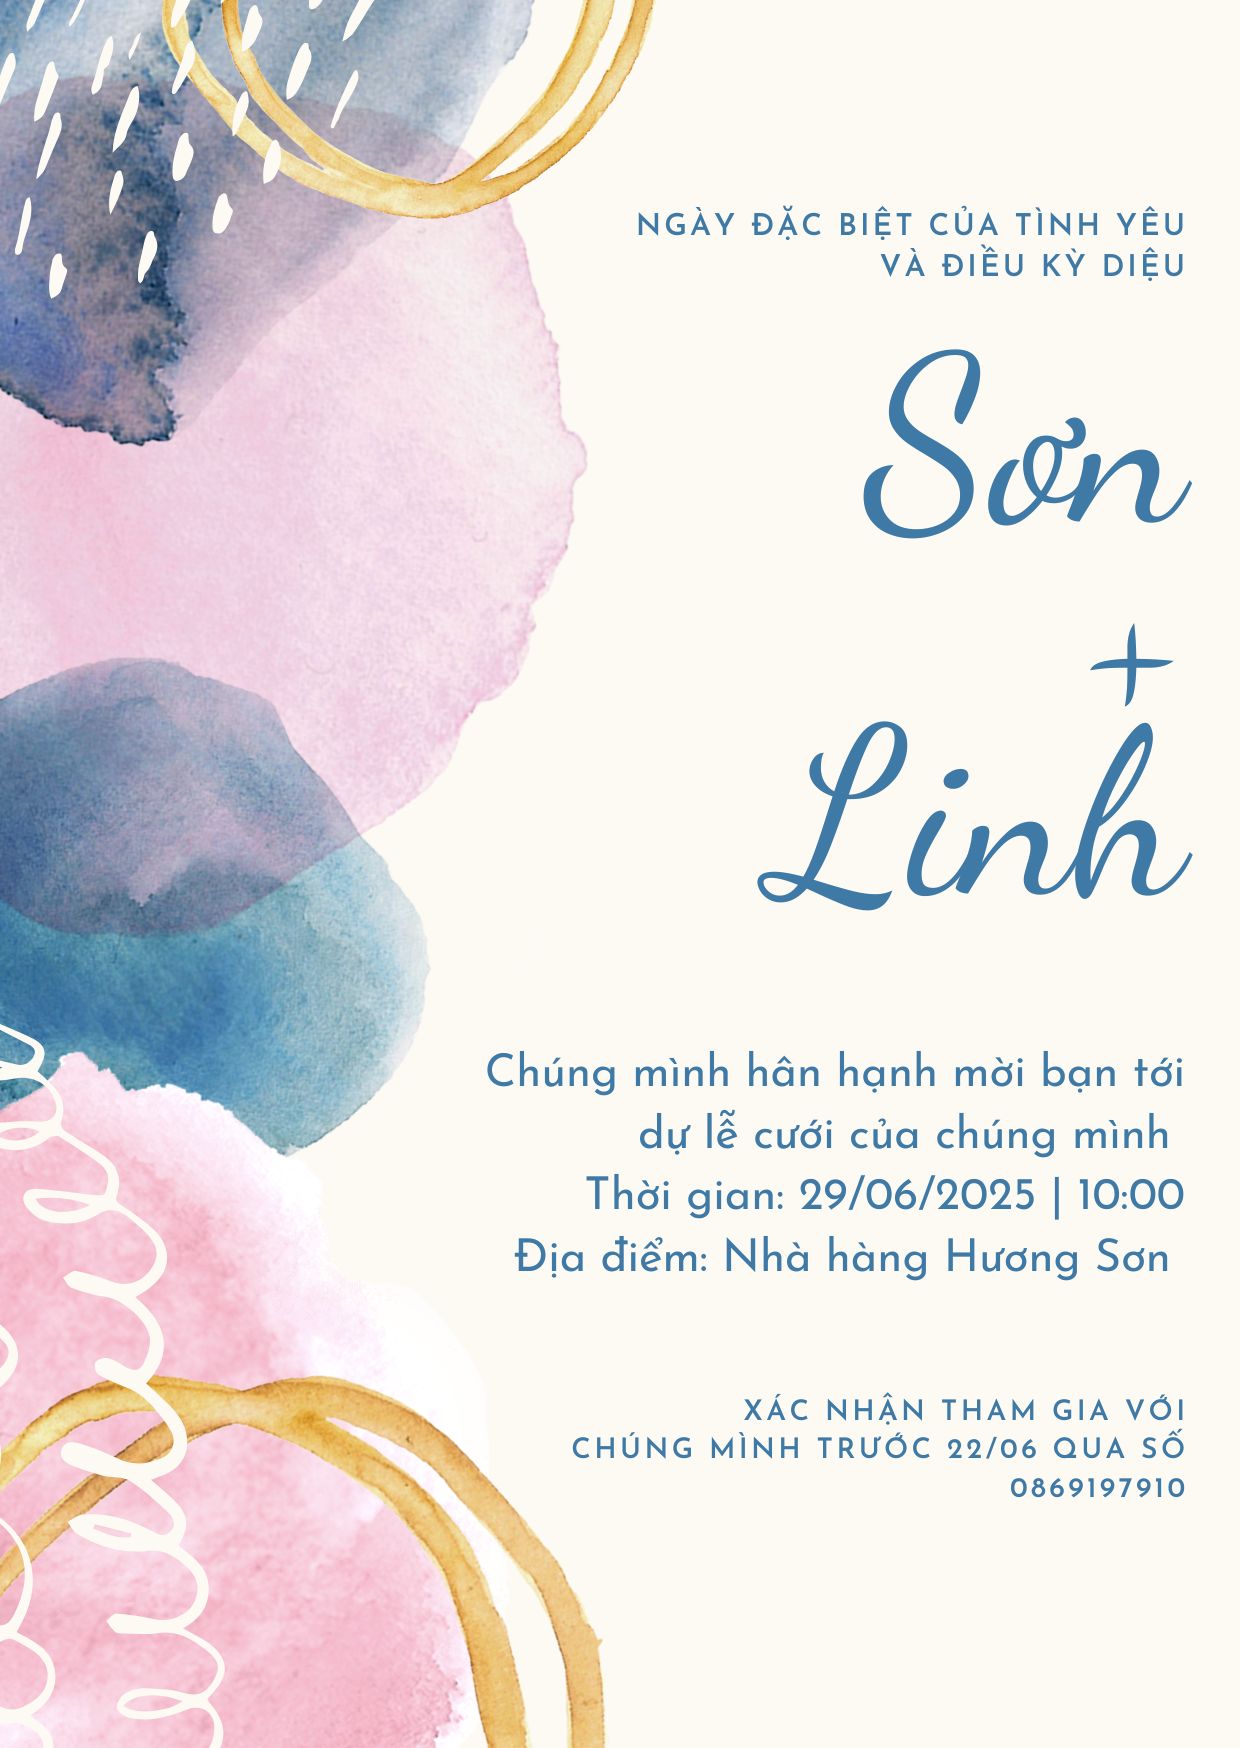 NGÀY ĐẶC BIỆT CỦA TÌNH YÊU
VÀ ĐIỀU KỲ DIỆU
Sơn
+
Linh
Chúng mình hân hạnh mời bạn tới
dự lễ cưới của chúng mình
Thời gian: 29/06/2025 | 10:00
Địa điểm: Nhà hàng Hương Sơn
XÁC NHẬN THAM GIA VỚI
CHÚNG MÌNH TRƯỚC 22/06 QUA SỐ
0869197910